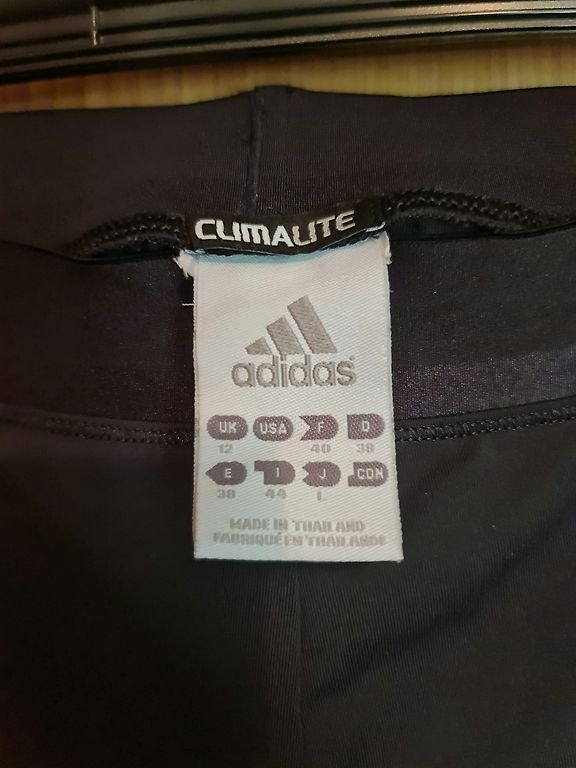 CLIMALITE
adidas
UK USA F D
12 40 38
E I J CDN
38 44 L
MADE IN THAILAND
FABRIQUÉ EN THAILANDE